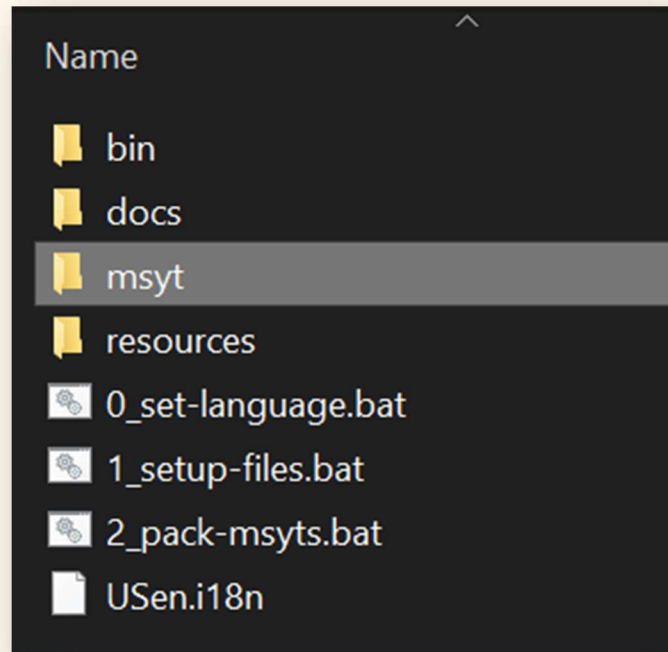 Name
bin
docs
msyt
resources
0_set-language.bat
1_setup-files.bat
2_pack-msyts.bat
USen.i18n